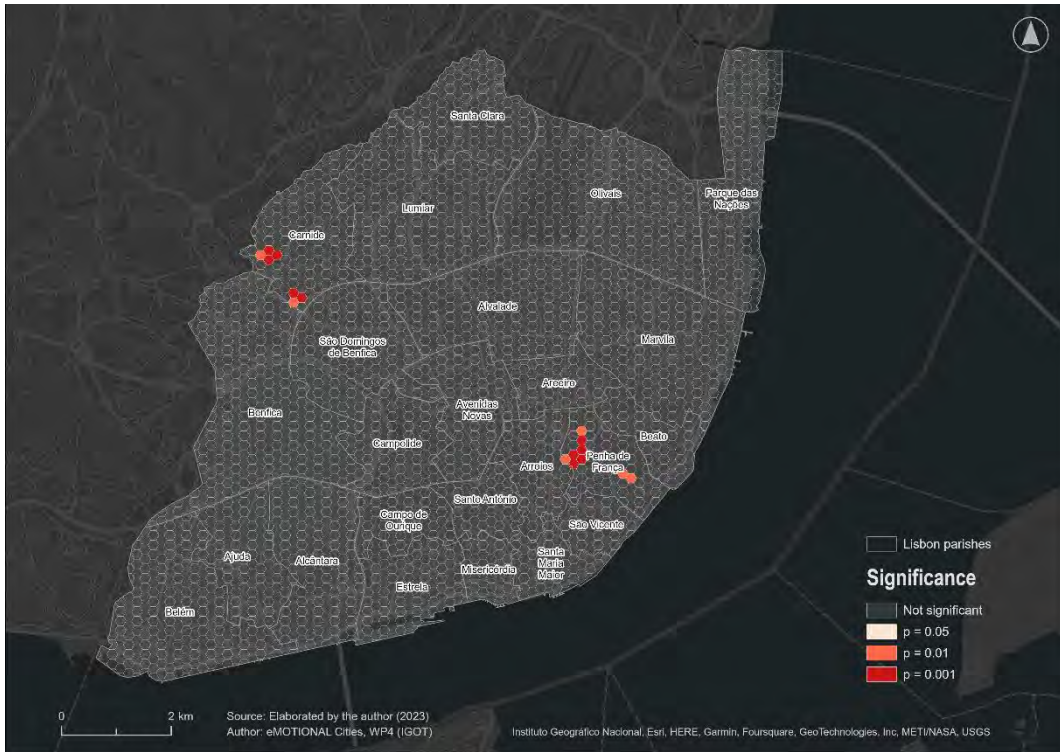 Santa Clara
Olivais
Parque das
Nações
Lumiar
Carnide
Alvalade
São Domingos
de Benfica
Marvila
Areeiro
Avenidas
Novas
Benfica
Campolide
Beato
Penha de
França
Arroios
Santo António
Campo de
Ourique
São Vicente
Ajuda
Alcântara
Santa
Maria
Maior
Misericórdia
Estrela
Belém
Lisbon parishes
Significance
Not significant
p = 0.05
p = 0.01
p = 0.001
0 2 km
Source: Elaborated by the author (2023)
Author: eMOTIONAL Cities, WP4 (IGOT)
Instituto Geográfico Nacional, Esri, HERE, Garmin, Foursquare, GeoTechnologies, Inc, METI/NASA, USGS